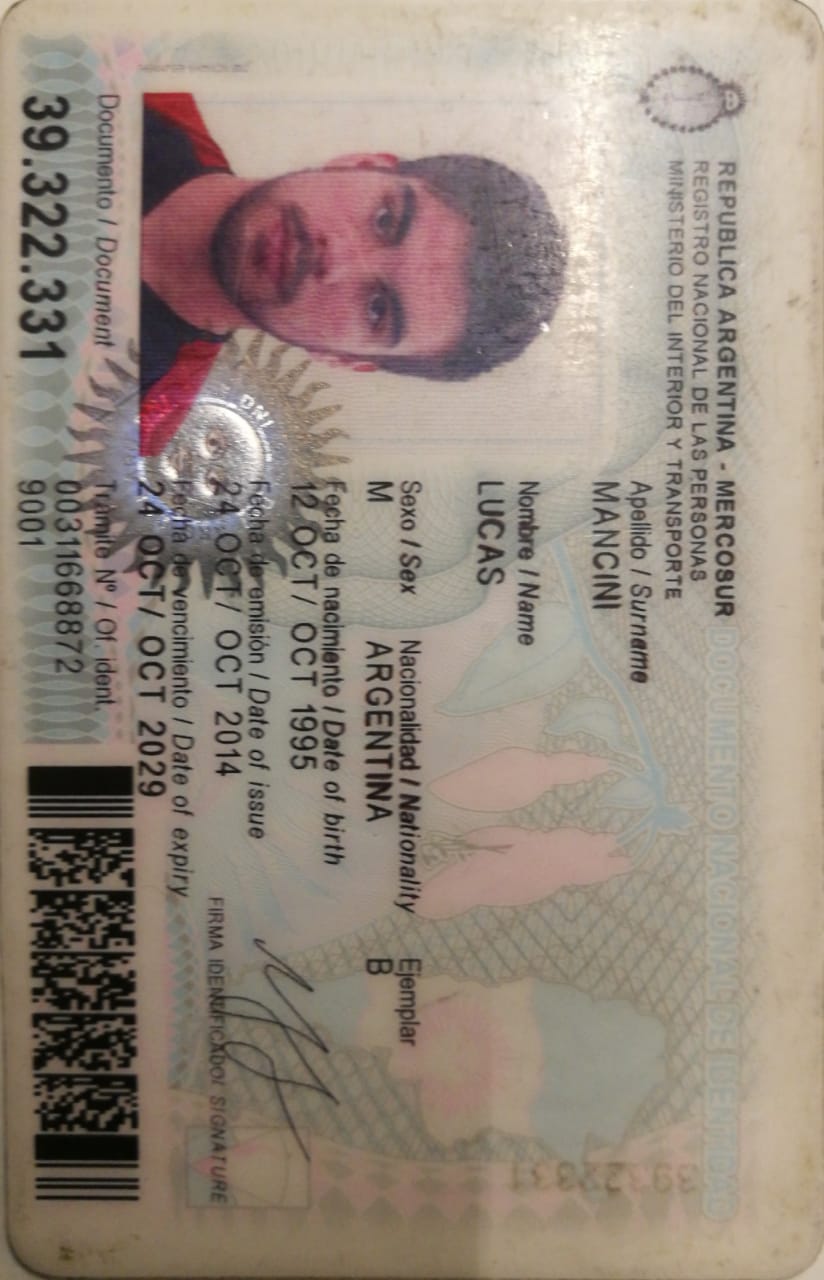 REPUBLICA ARGENTINA - MERCOSUR
DOCUMENTO NACIONAL DE IDENTIDAD
REGISTRO NACIONAL DE LAS PERSONAS
MINISTERIO DEL INTERIOR Y TRANSPORTE
Apellido / Surname
MANCINI
Nombre / Name
LUCAS
Sexo / Sex Nacionalidad / Nationality Ejemplar
M ARGENTINA B
Fecha de nacimiento / Date of birth
12 OCT/ OCT 1995
Fecha de emisión / Date of issue
24 OCT/ OCT 2014
FIRMA IDENTIFICADO/ SIGNATURE
Fecha de vencimiento / Date of expiry
24 OCT/ OCT 2029
Documento / Document
39.322.331
Trámite Nº / Of. ident.
00311668872
9001
DNI